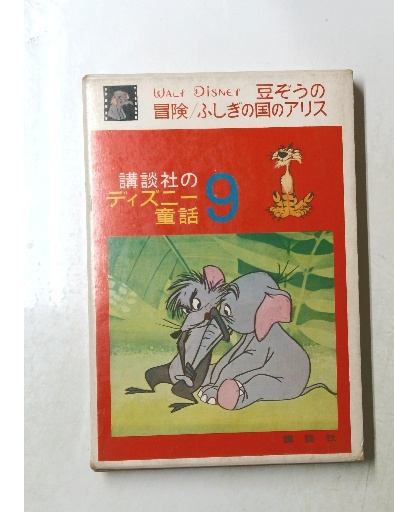 WALT DISNEY 豆ぞうの
冒険/ふしぎの国のアリス
講談社の
ディズニー
童話
9
講談社